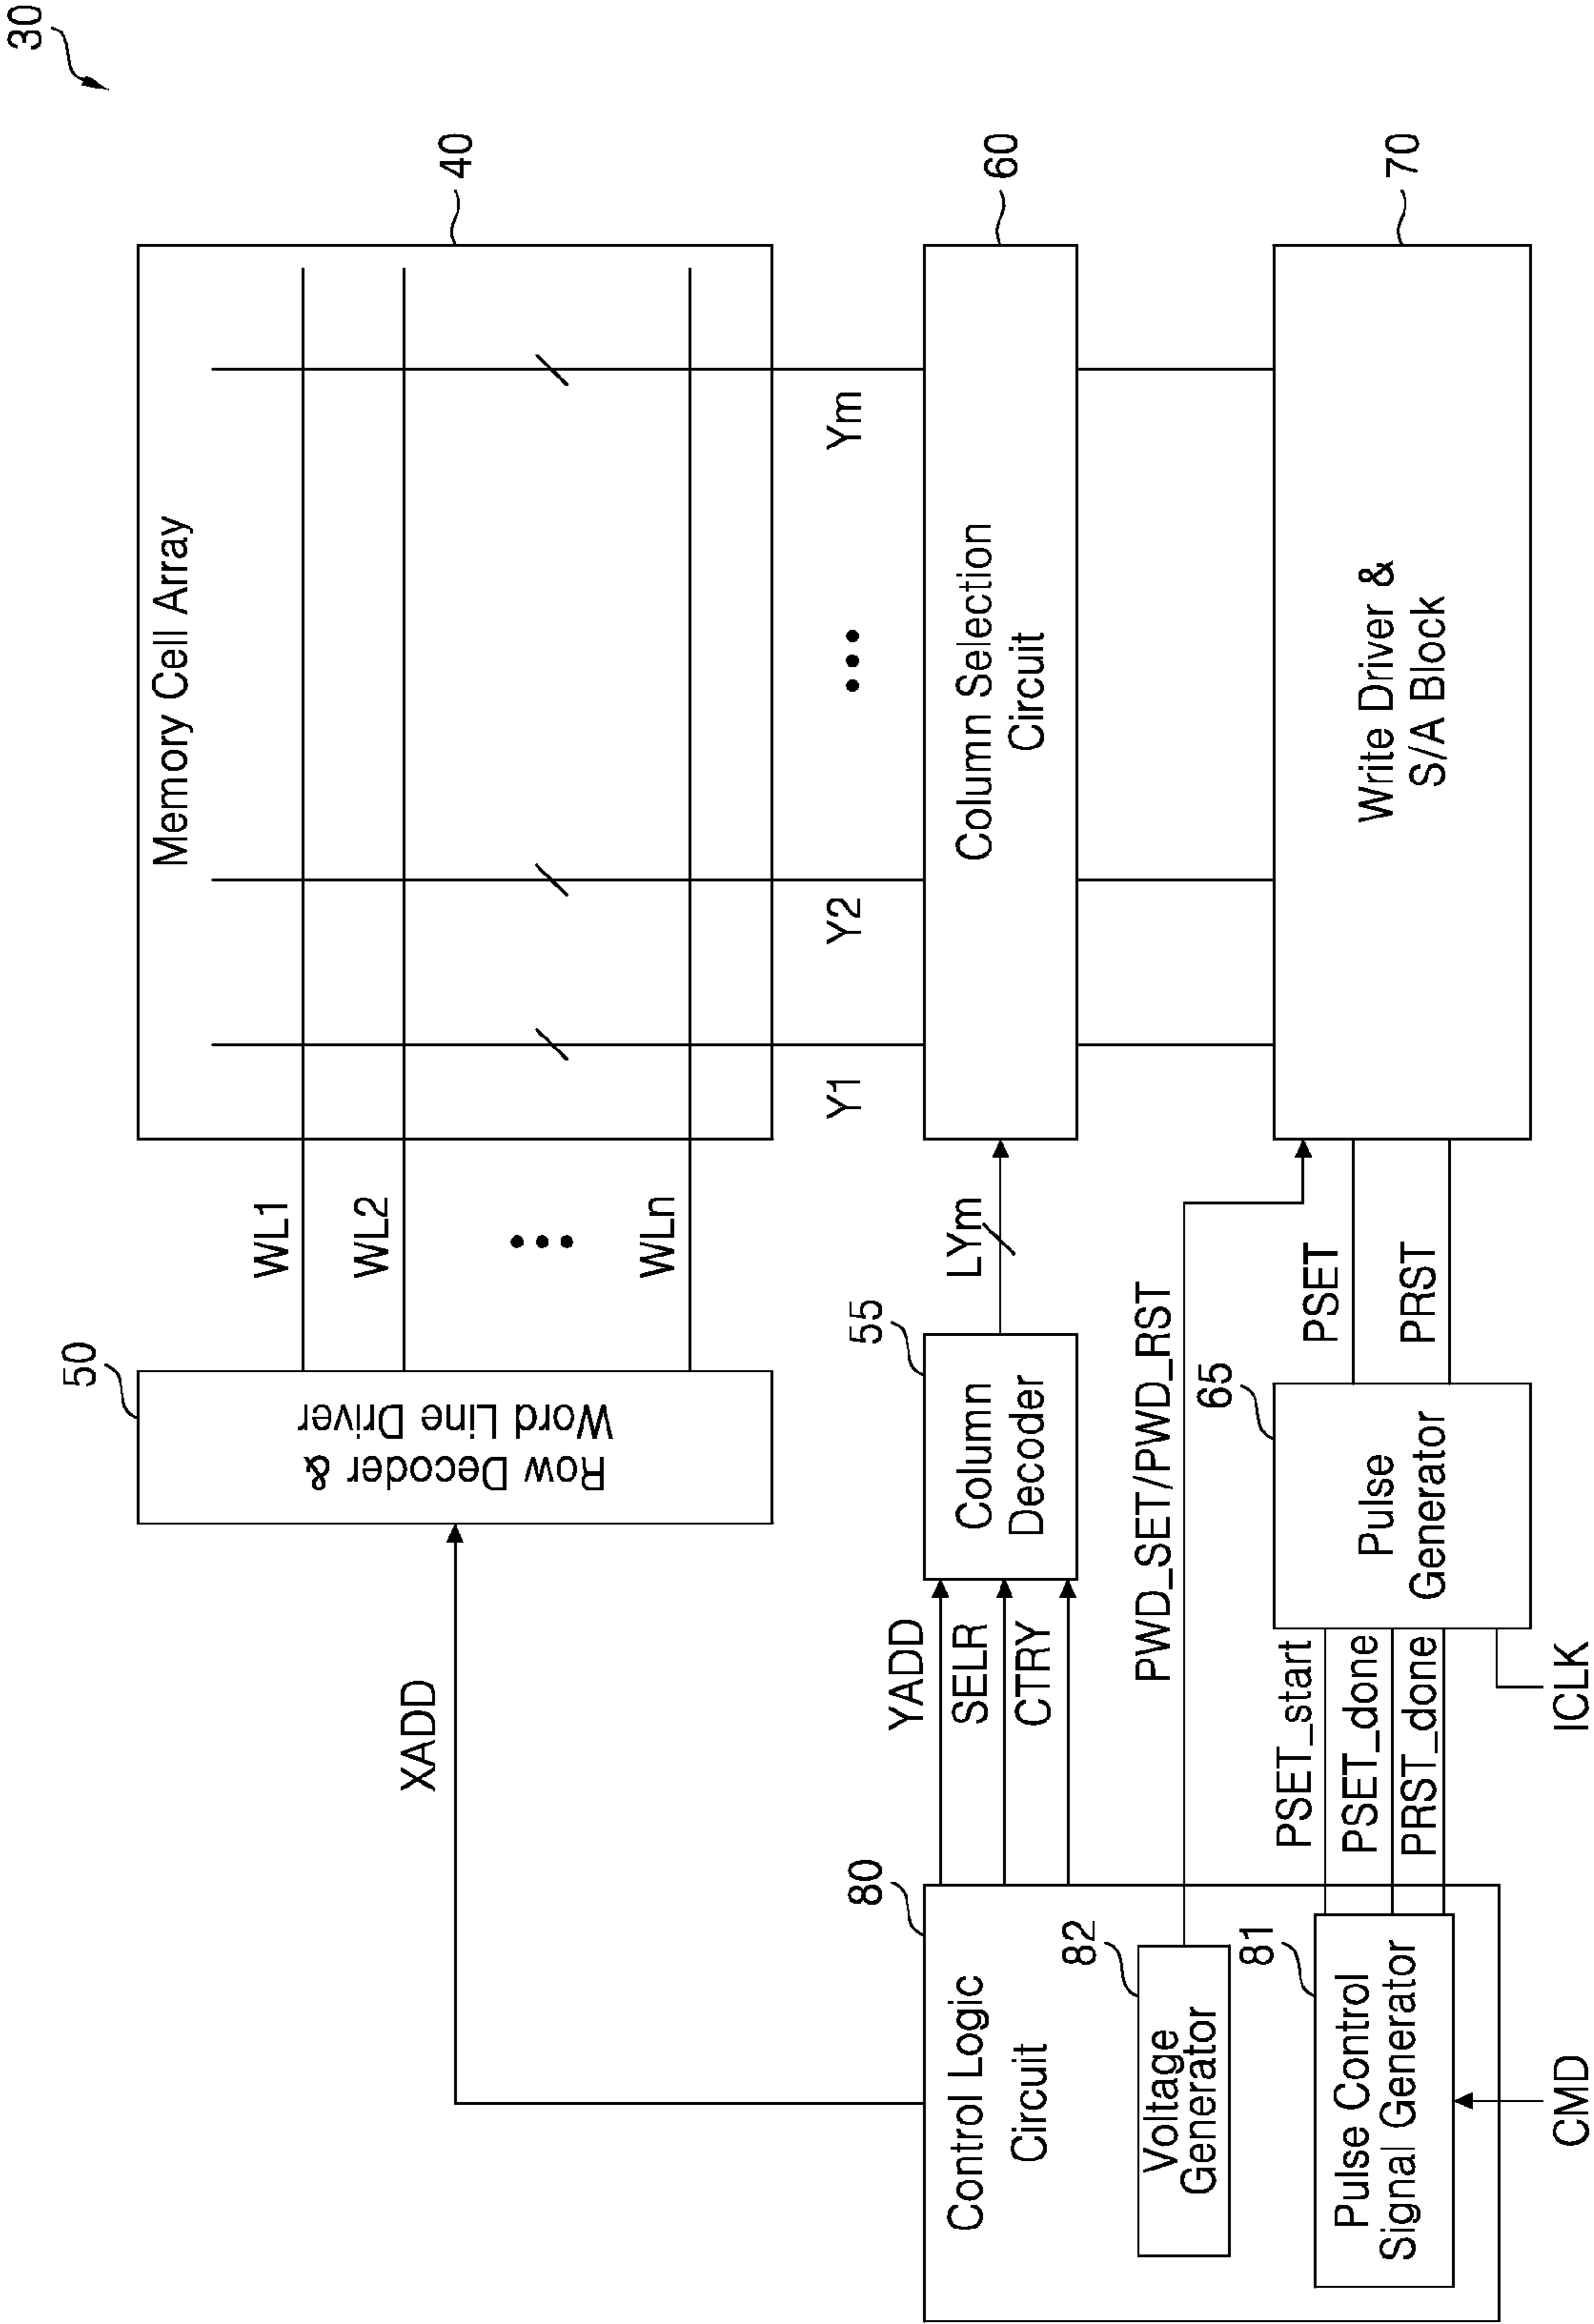 30
Memory Cell Array
40
50
Row Decoder &
Word Line Driver
WL1
WL2
WLn
XADD
Y1
Y2
Ym
80
Control Logic
Circuit
YADD
SELR
CTRY
55
Column
Decoder
LYm
Column Selection
Circuit
60
82
Voltage
Generator
PWD_SET/PWD_RST
81
Pulse Control
Signal Generator
CMD
PSET_start
PSET_done
PRST_done
ICLK
65
Pulse
Generator
PSET
PRST
Write Driver &
S/A Block
70